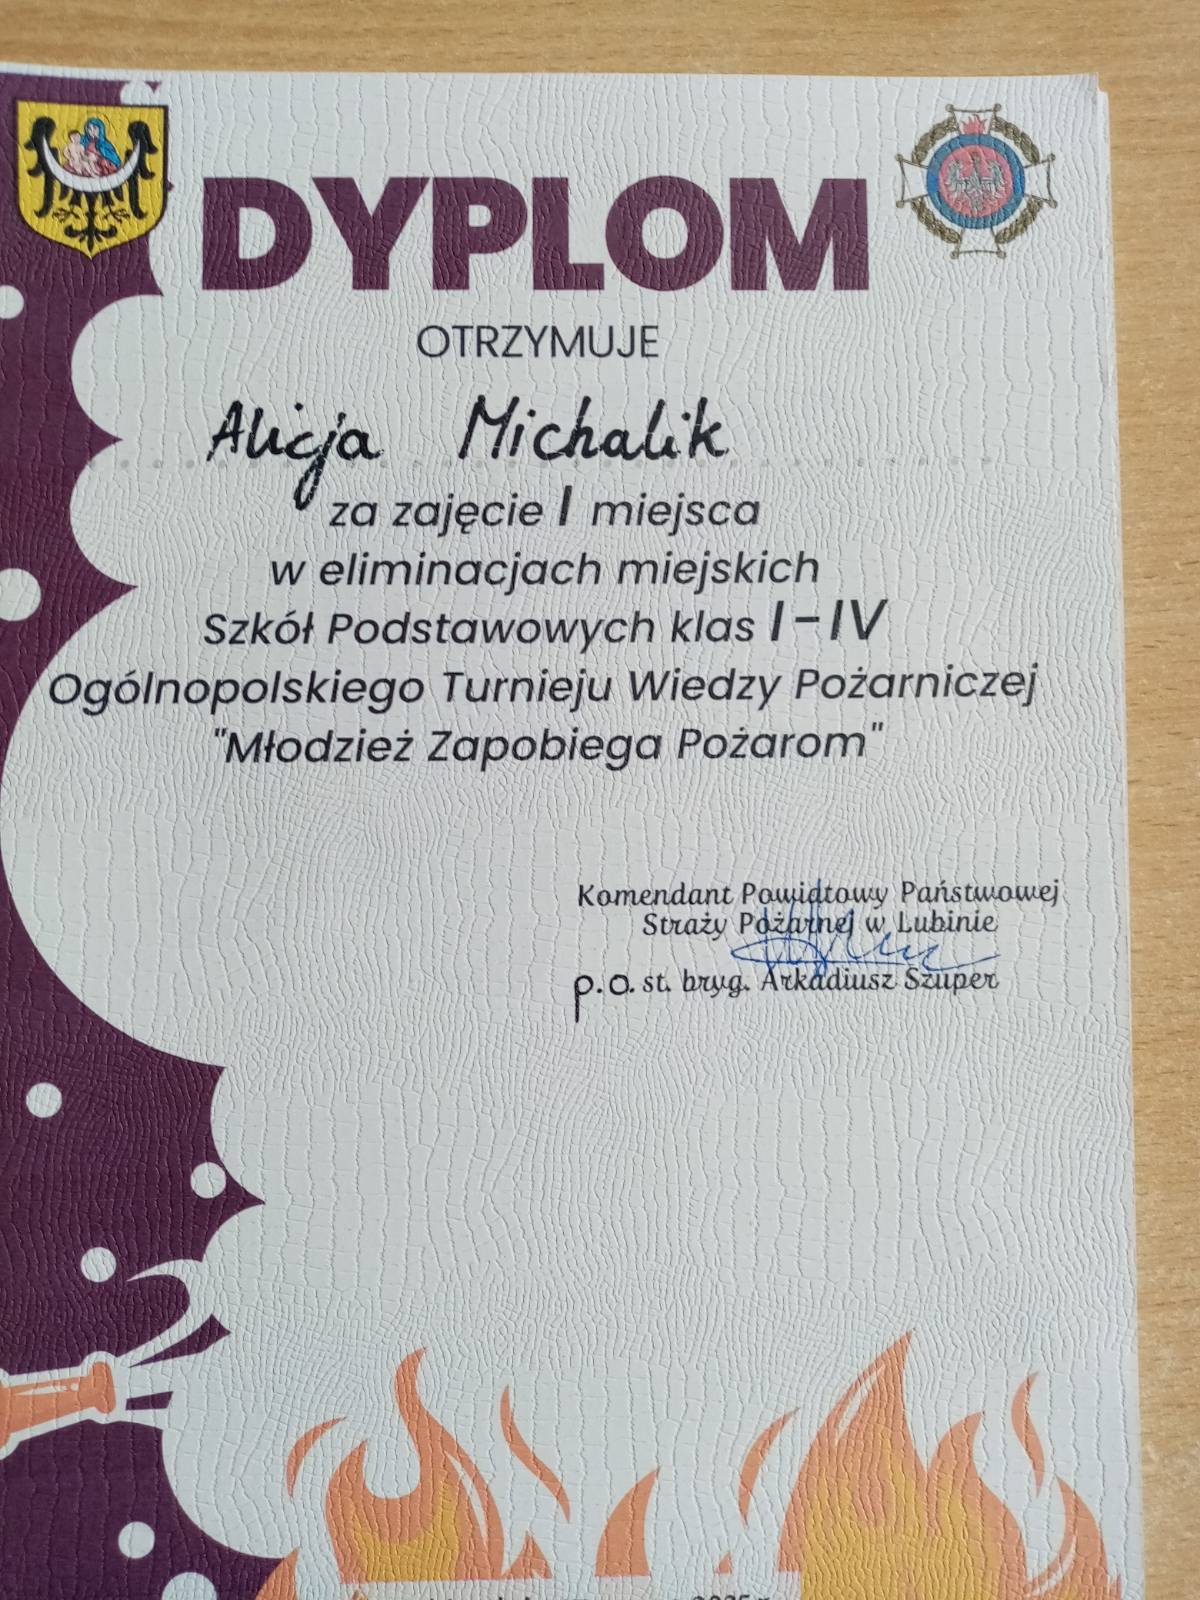 DYPLOM
OTRZYMUJE
Alicja Michalik
za zajęcie I miejsca
w eliminacjach miejskich
Szkół Podstawowych klas I-IV
Ogólnopolskiego Turnieju Wiedzy Pożarniczej
"Młodzież Zapobiega Pożarom"
Komendant Powiatowy Państwowej
Straży Pożarnej w Lubinie
p.o. st. bryg. Arkadiusz Szuper